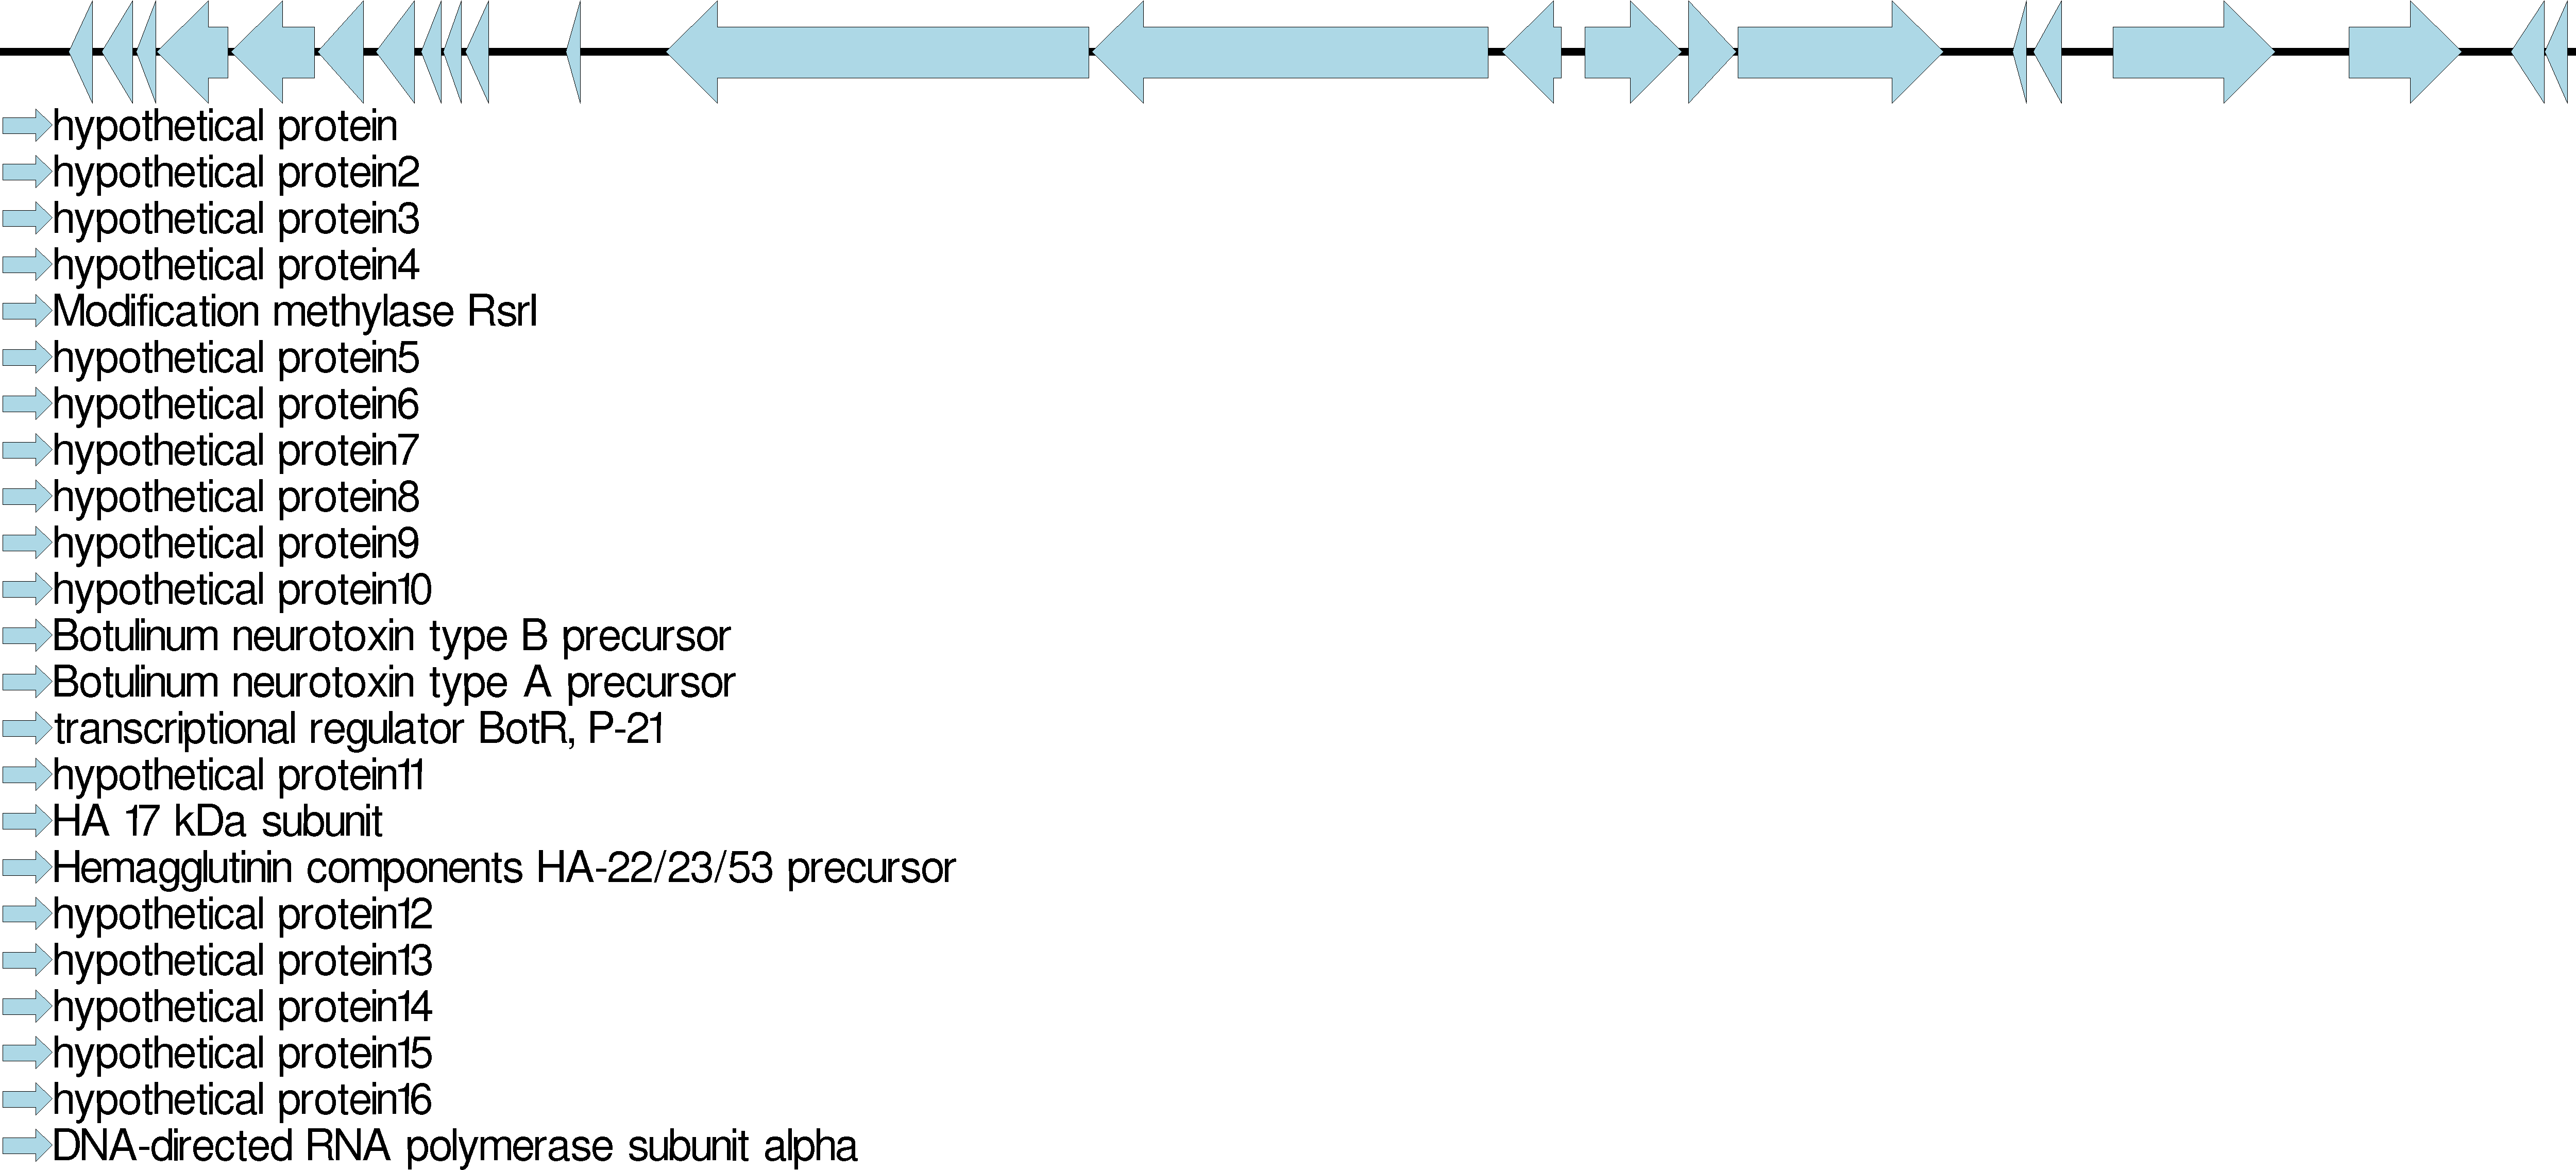 hypothetical protein
hypothetical protein2
hypothetical protein3
hypothetical protein4
Modification methylase RsrI
hypothetical protein5
hypothetical protein6
hypothetical protein7
hypothetical protein8
hypothetical protein9
hypothetical protein10
Botulinum neurotoxin type B precursor
Botulinum neurotoxin type A precursor
transcriptional regulator BotR, P-21
hypothetical protein11
HA 17 kDa subunit
Hemagglutinin components HA-22/23/53 precursor
hypothetical protein12
hypothetical protein13
hypothetical protein14
hypothetical protein15
hypothetical protein16
DNA-directed RNA polymerase subunit alpha